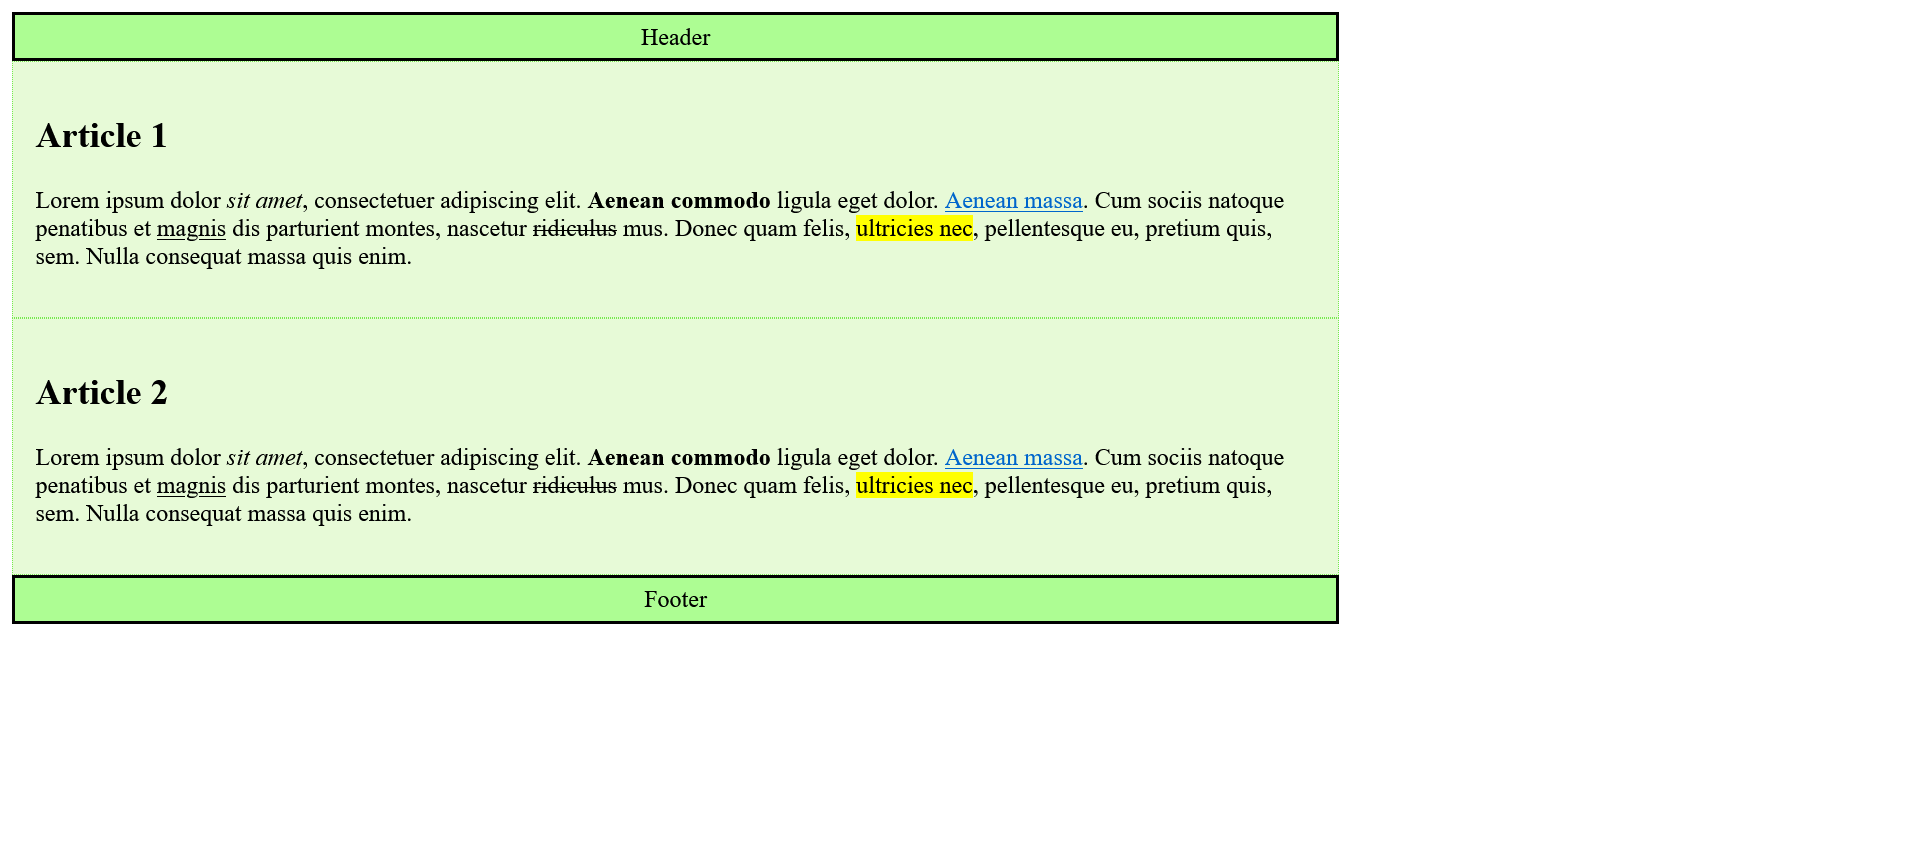 Header
Article 1
Lorem ipsum dolor sit amet, consectetuer adipiscing elit. Aenean commodo ligula eget dolor. Aenean massa. Cum sociis natoque
penatibus et magnis dis parturient montes, nascetur ridiculus mus. Donec quam felis, ultricies nec, pellentesque eu, pretium quis,
sem. Nulla consequat massa quis enim.
Article 2
Lorem ipsum dolor sit amet, consectetuer adipiscing elit. Aenean commodo ligula eget dolor. Aenean massa. Cum sociis natoque
penatibus et magnis dis parturient montes, nascetur ridiculus mus. Donec quam felis, ultricies nec, pellentesque eu, pretium quis,
sem. Nulla consequat massa quis enim.
Footer